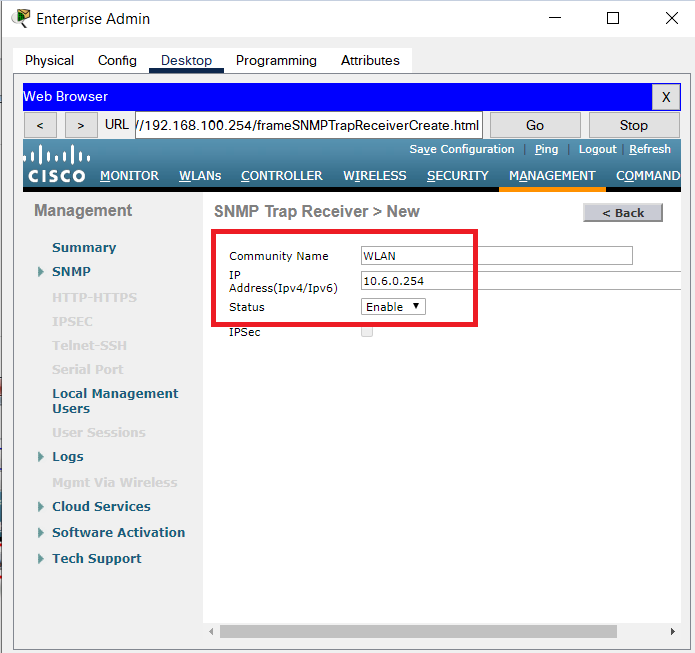 Enterprise Admin
Physical Config Desktop Programming Attributes
Web Browser X
< > URL //192.168.100.254/frameSNMPTrapReceiverCreate.html Go Stop
Save Configuration | Ping | Logout | Refresh
CISCO MONITOR WLANs CONTROLLER WIRELESS SECURITY MANAGEMENT COMMAND
Management
Summary
SNMP
HTTP-HTTPS
IPSEC
Telnet-SSH
Serial Port
Local Management
Users
User Sessions
Logs
Mgmt Via Wireless
Cloud Services
Software Activation
Tech Support
SNMP Trap Receiver > New < Back
Community Name WLAN
IP
Address(Ipv4/Ipv6) 10.6.0.254
Status Enable
IPSec